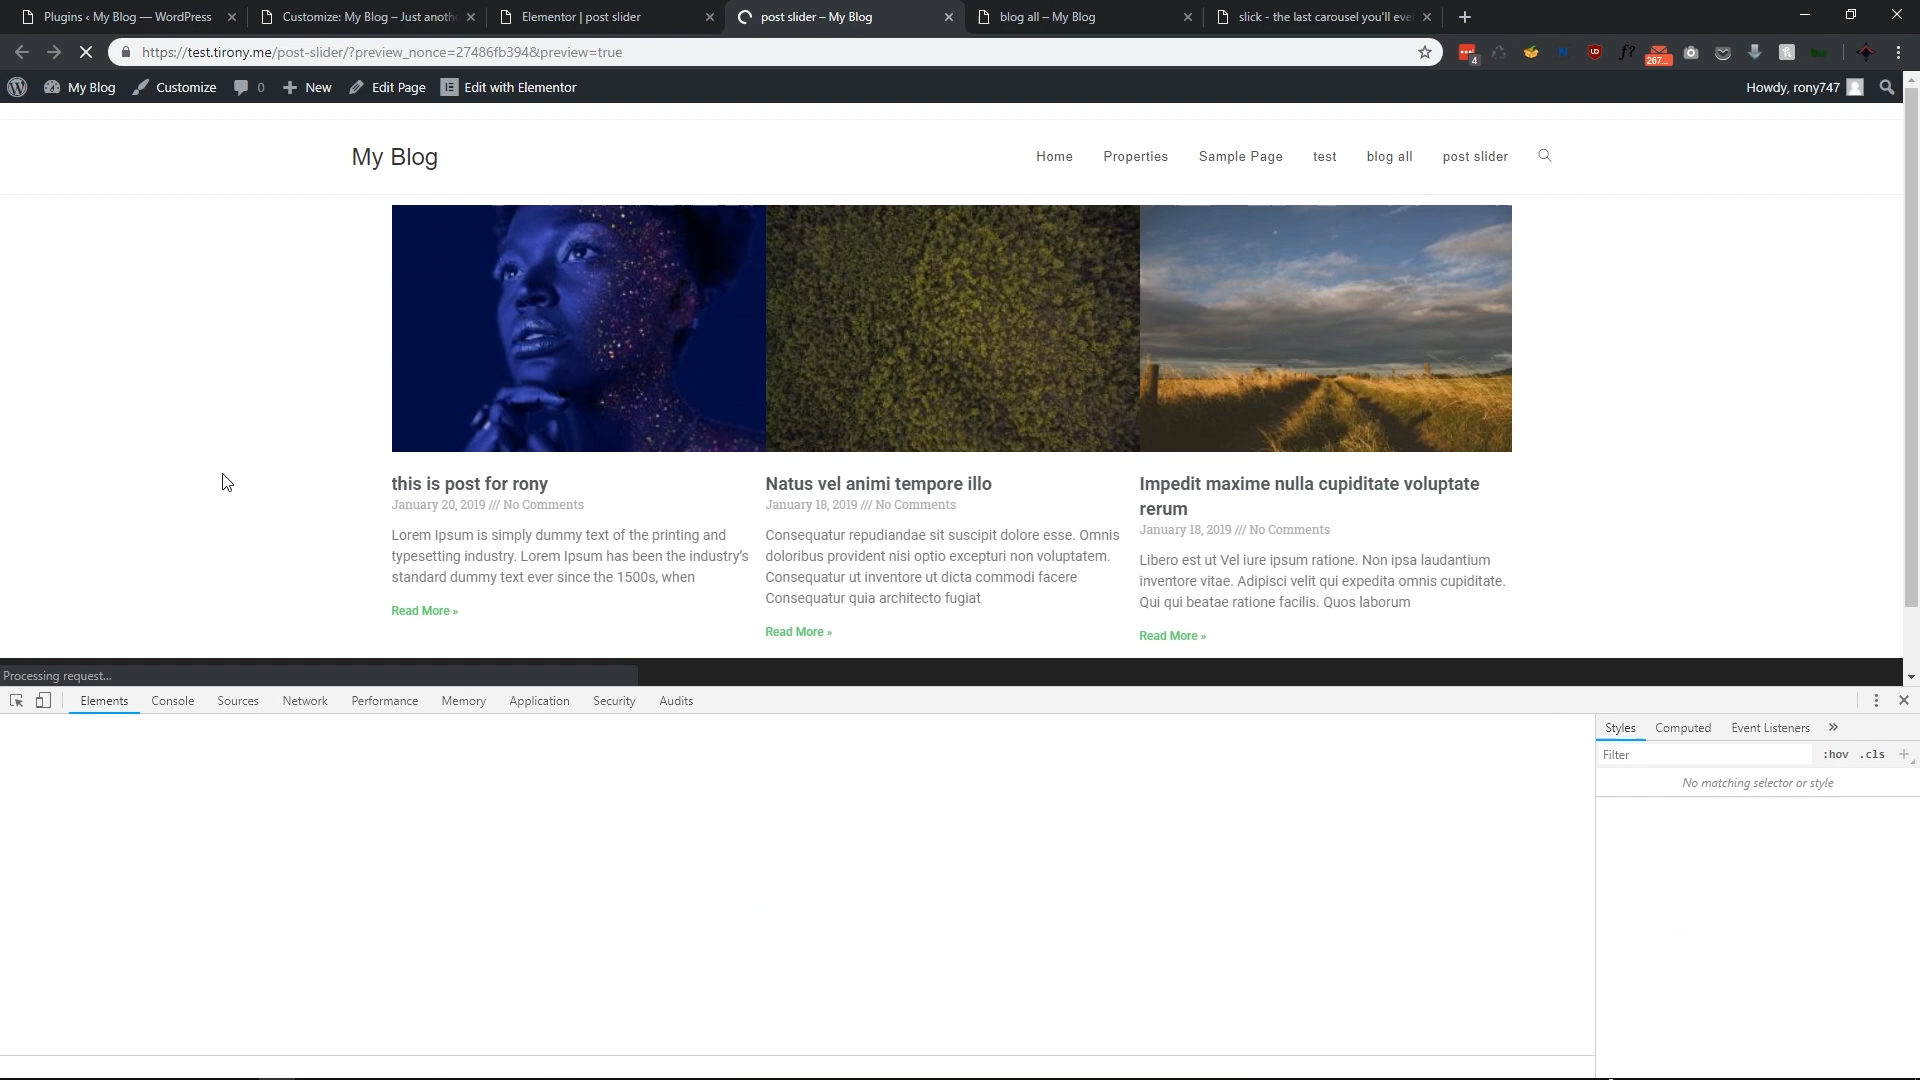 Plugins ‹ My Blog — WordPress
Customize: My Blog – Just anoth
Elementor | post slider
post slider – My Blog
blog all – My Blog
slick - the last carousel you'll eve
https://test.tirony.me/post-slider/?preview_nonce=27486fb394&preview=true
4
267...
My Blog
Customize
0
New
Edit Page
Edit with Elementor
Howdy, rony747
My Blog
Home
Properties
Sample Page
test
blog all
post slider
this is post for rony
January 20, 2019 /// No Comments
Lorem Ipsum is simply dummy text of the printing and
typesetting industry. Lorem Ipsum has been the industry's
standard dummy text ever since the 1500s, when
Read More »
Natus vel animi tempore illo
January 18, 2019 /// No Comments
Consequatur repudiandae sit suscipit dolore esse. Omnis
doloribus provident nisi optio excepturi non voluptatem.
Consequatur ut inventore ut dicta commodi facere
Consequatur quia architecto fugiat
Read More »
Impedit maxime nulla cupiditate voluptate
rerum
January 18, 2019 /// No Comments
Libero est ut Vel iure ipsum ratione. Non ipsa laudantium
inventore vitae. Adipisci velit qui expedita omnis cupiditate.
Qui qui beatae ratione facilis. Quos laborum
Read More »
Processing request...
Elements
Console
Sources
Network
Performance
Memory
Application
Security
Audits
Styles
Computed
Event Listeners
»
Filter
:hov
.cls
No matching selector or style